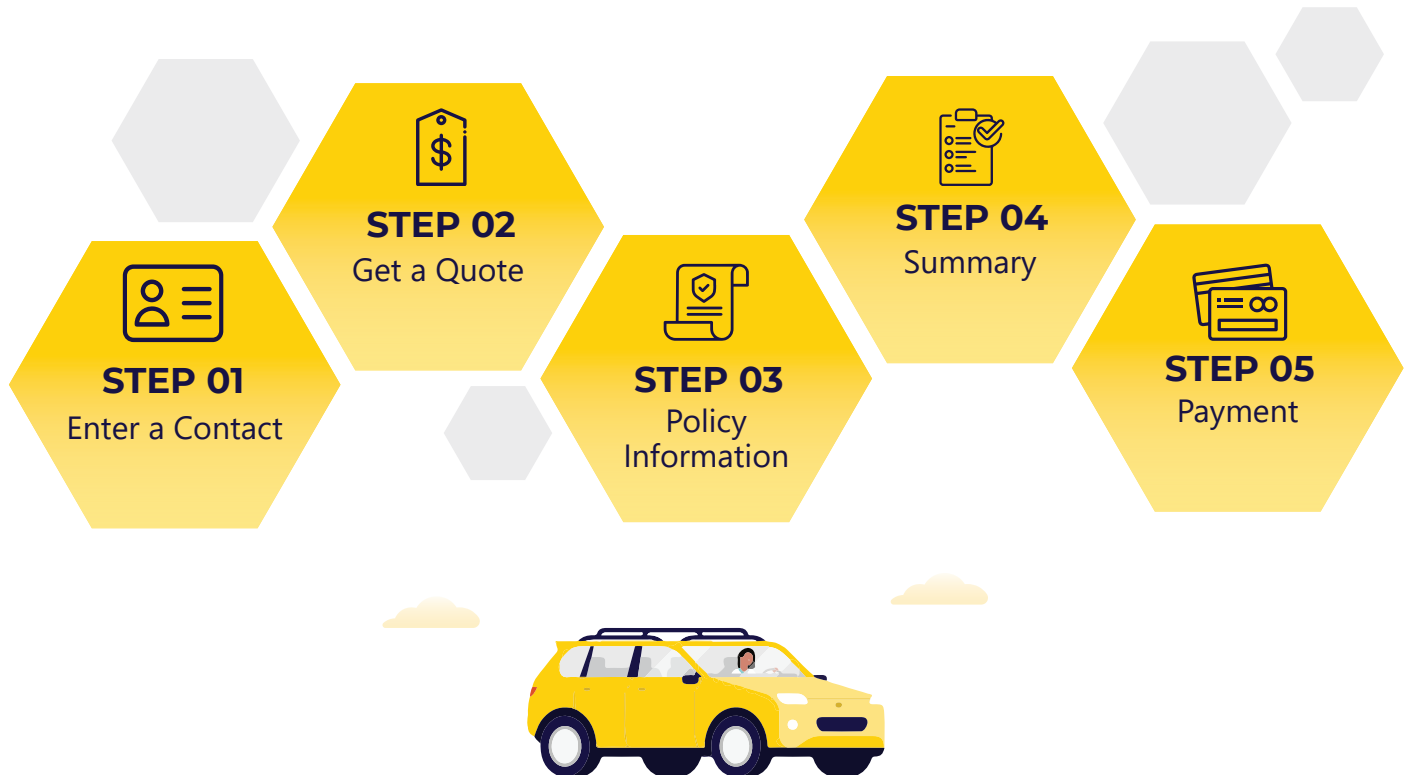 STEP 01
Enter a Contact
STEP 02
Get a Quote
STEP 03
Policy
Information
STEP 04
Summary
STEP 05
Payment